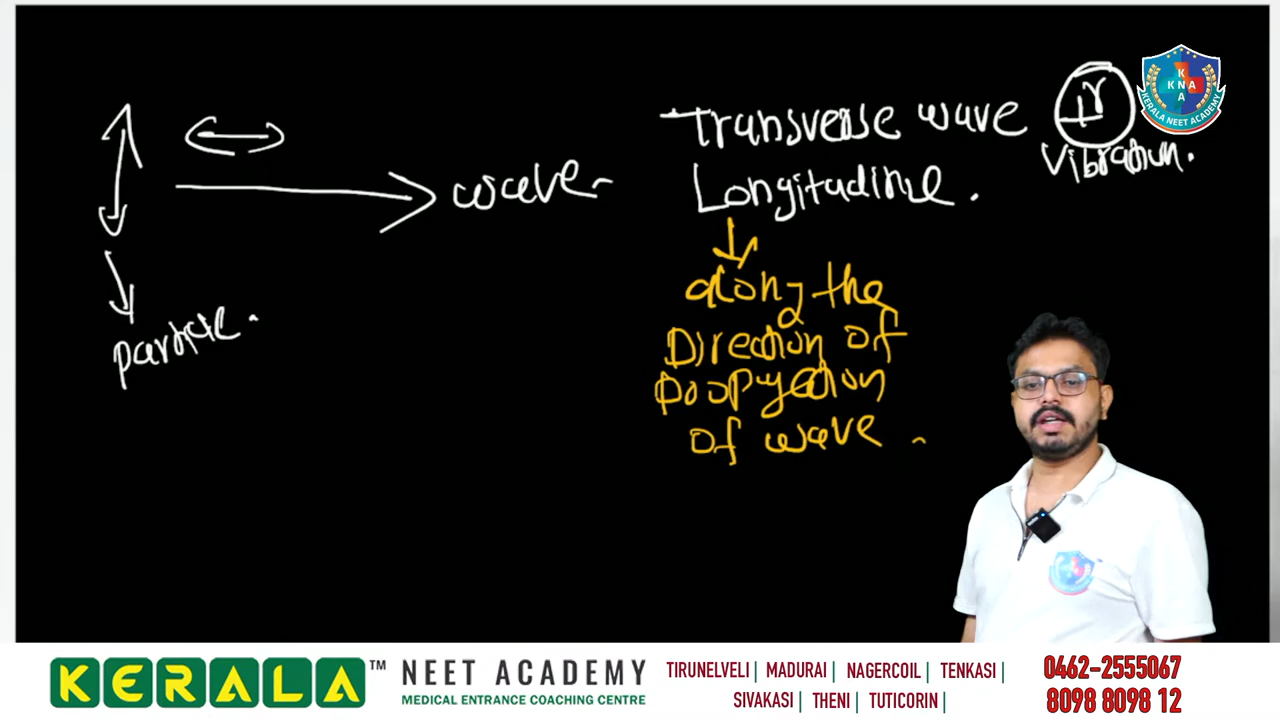 Transverse wave ⊥r
Vibration.
wave
Longitudinal.
along the
Direction of
propagation
of wave.
particle.
KNA
KERALA NEET ACADEMY
KERALA™ NEET ACADEMY
MEDICAL ENTRANCE COACHING CENTRE
TIRUNELVELI | MADURAI | NAGERCOIL | TENKASI |
SIVAKASI | THENI | TUTICORIN |
0462-2555067
8098 8098 12